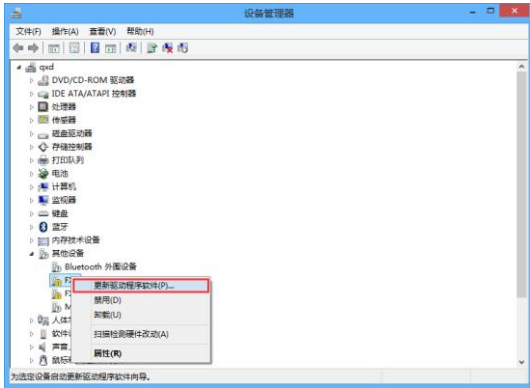 设备管理器
文件(F) 操作(A) 查看(V) 帮助(H)
qxd
DVD/CD-ROM 驱动器
IDE ATA/ATAPI 控制器
处理器
传感器
磁盘驱动器
存储控制器
打印队列
电池
计算机
监视器
键盘
蓝牙
内存技术设备
其他设备
Bluetooth 外围设备
更新驱动程序软件(P)...
禁用(D)
卸载(U)
扫描检测硬件改动(A)
属性(R)
人体
软件
声音
鼠标
为选定设备启动更新驱动程序软件向导。